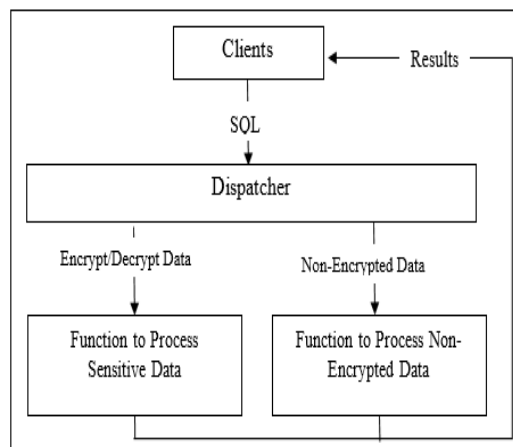 Clients
Results
SQL
Dispatcher
Encrypt/Decrypt Data
Non-Encrypted Data
Function to Process
Sensitive Data
Function to Process Non-
Encrypted Data